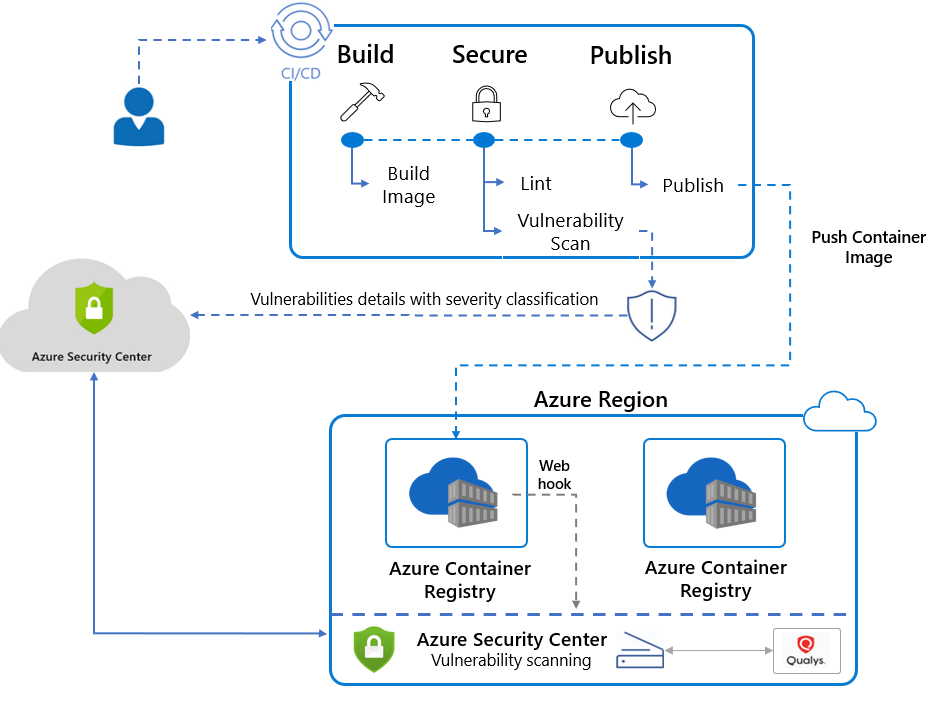 CI/CD
Build
Secure
Publish
Build
Image
Lint
Publish
Vulnerability
Scan
Push Container
Image
Vulnerabilities details with severity classification
Azure Security Center
Azure Region
Web
hook
Azure Container
Registry
Azure Container
Registry
Azure Security Center
Vulnerability scanning
Qualys.